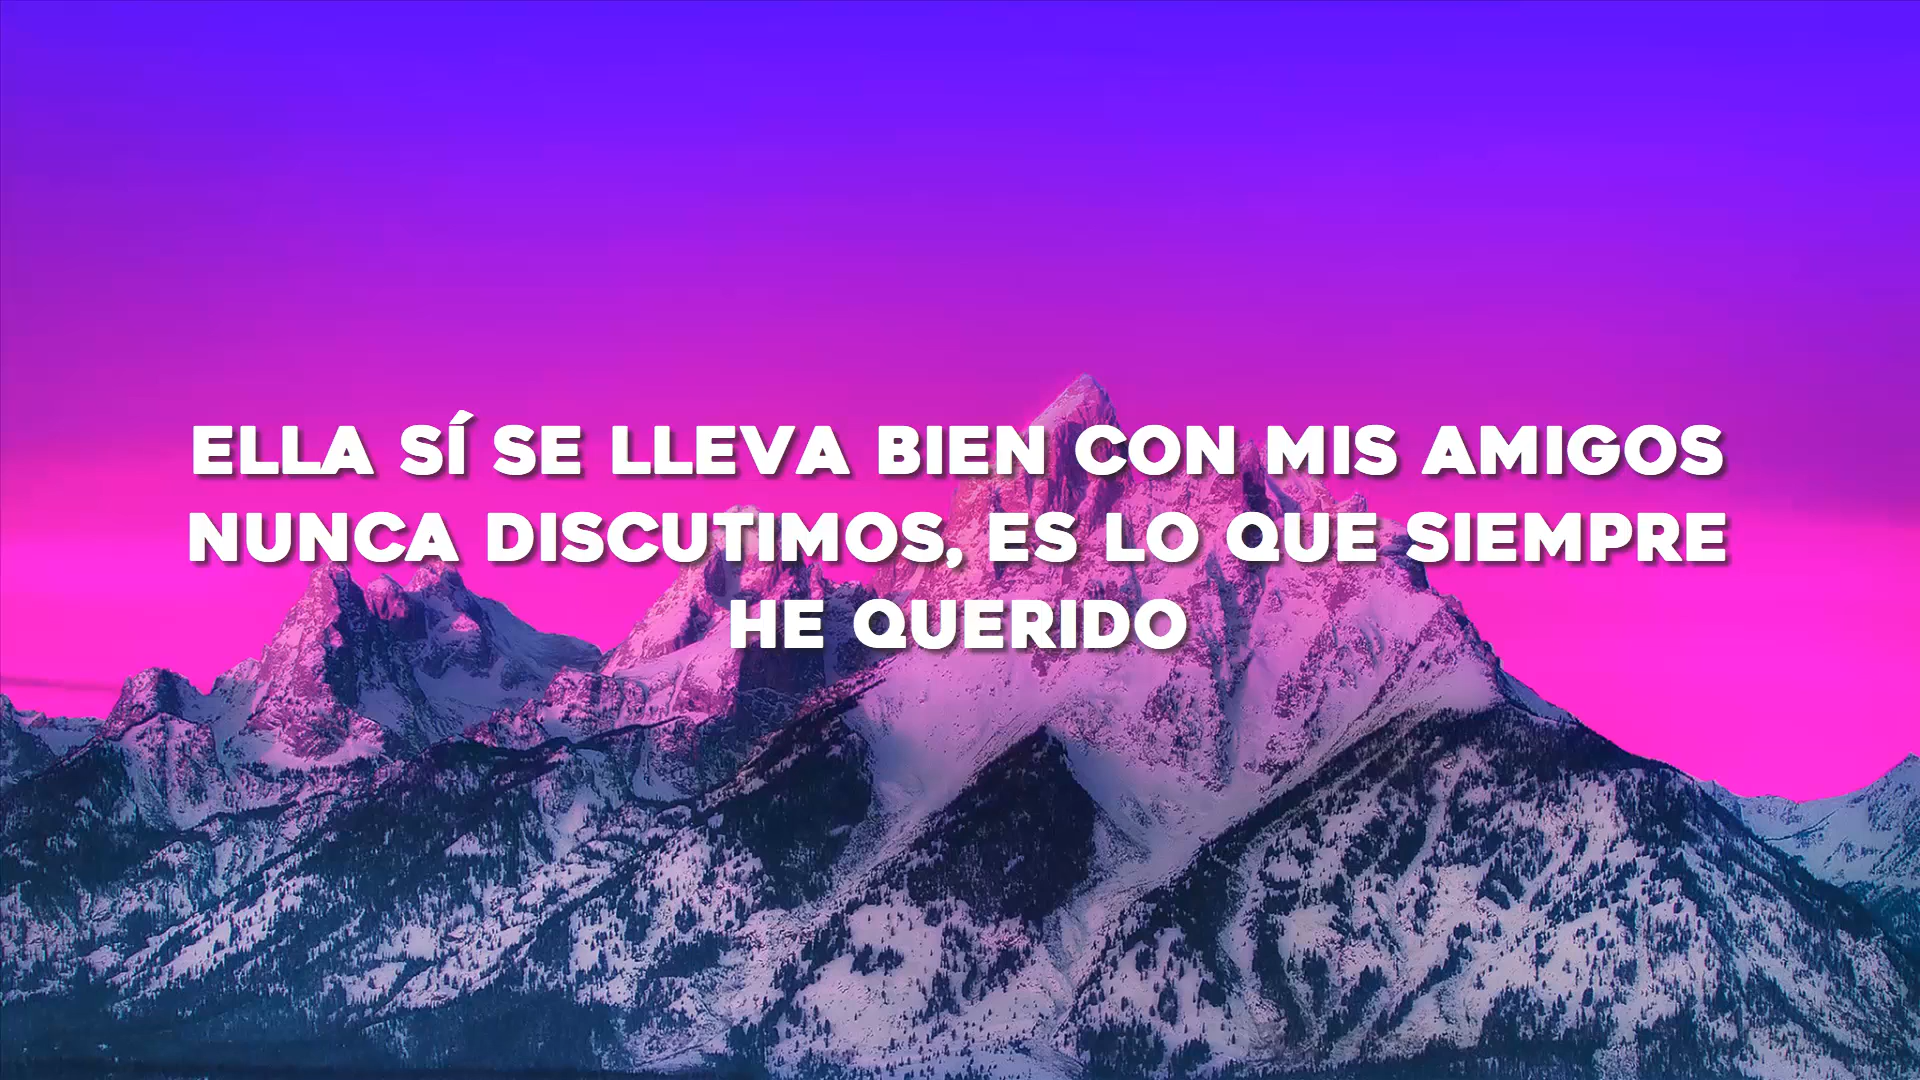 ELLA SÍ SE LLEVA BIEN CON MIS AMIGOS
NUNCA DISCUTIMOS, ES LO QUE SIEMPRE
HE QUERIDO